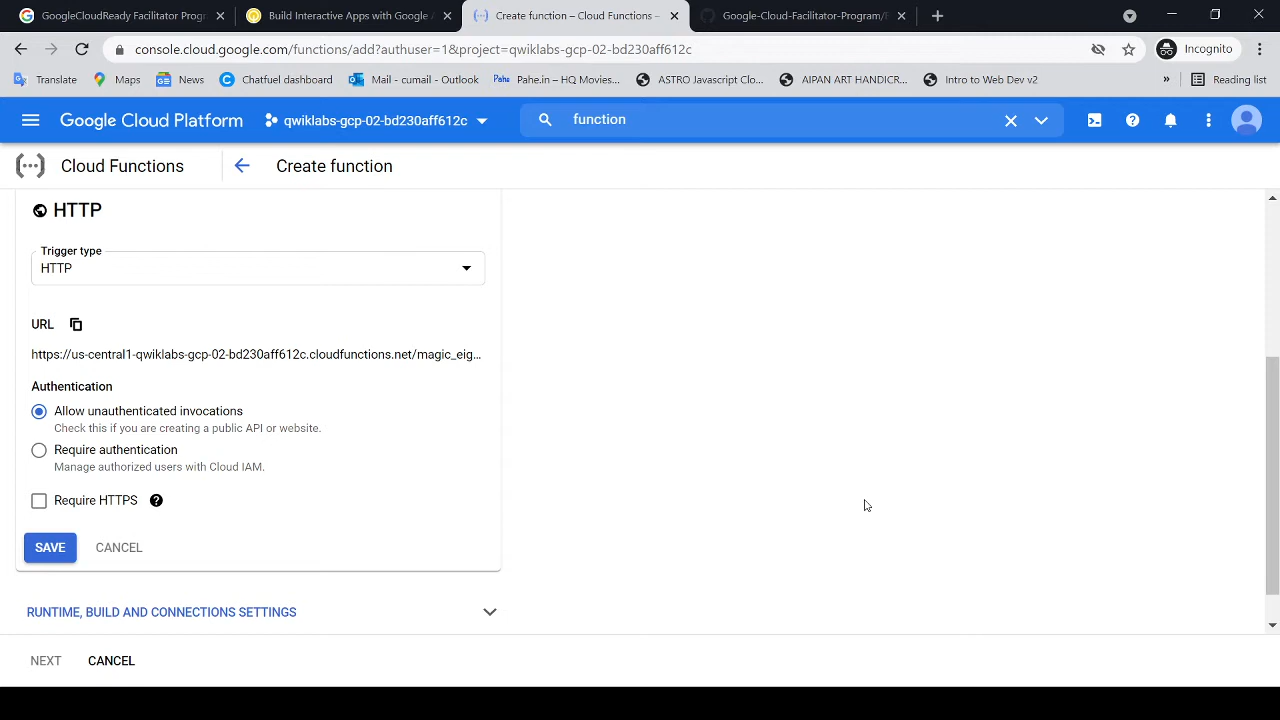 GoogleCloudReady Facilitator Progr
Build Interactive Apps with Google A
Create function – Cloud Functions –
Google-Cloud-Facilitator-Program/F
console.cloud.google.com/functions/add?authuser=1&project=qwiklabs-gcp-02-bd230aff612c
Incognito
Translate
Maps
News
Chatfuel dashboard
Mail - cumail - Outlook
Pahe.in – HQ Movies...
ASTRO Javascript Clo...
AIPAN ART HANDICR...
Intro to Web Dev v2
»
Reading list
Google Cloud Platform
qwiklabs-gcp-02-bd230aff612c
function
Cloud Functions
Create function
HTTP
Trigger type
HTTP
URL
https://us-central1-qwiklabs-gcp-02-bd230aff612c.cloudfunctions.net/magic_eig...
Authentication
Allow unauthenticated invocations
Check this if you are creating a public API or website.
Require authentication
Manage authorized users with Cloud IAM.
Require HTTPS
SAVE
CANCEL
RUNTIME, BUILD AND CONNECTIONS SETTINGS
NEXT
CANCEL